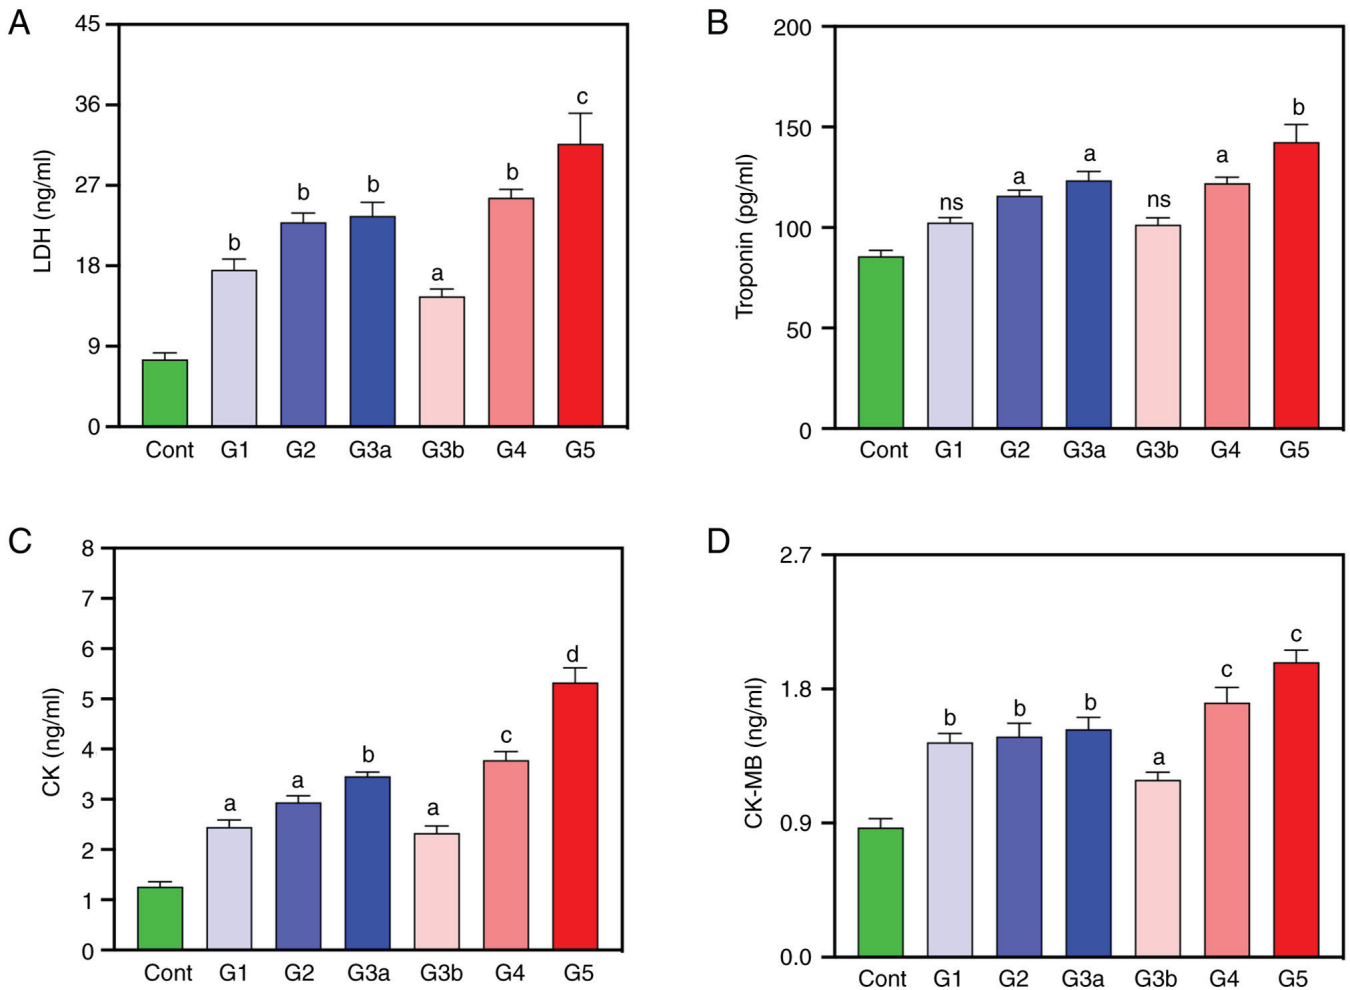 A
LDH (ng/ml)
45
36
27
18
9
0
b
b
b
a
b
c
Cont G1 G2 G3a G3b G4 G5
B
Troponin (pg/ml)
200
150
100
50
0
ns
a
a
ns
a
b
Cont G1 G2 G3a G3b G4 G5
C
CK (ng/ml)
8
7
6
5
4
3
2
1
0
a
a
b
a
c
d
Cont G1 G2 G3a G3b G4 G5
D
CK-MB (ng/ml)
2.7
1.8
0.9
0.0
b
b
b
a
c
c
Cont G1 G2 G3a G3b G4 G5